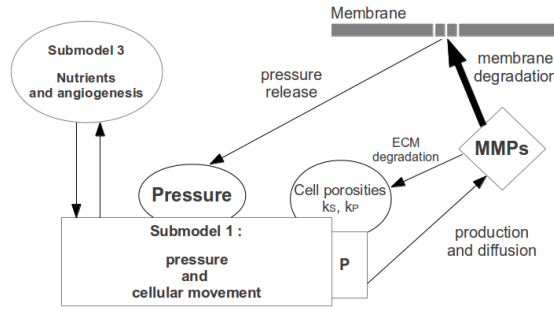 Membrane
Submodel 3
Nutrients
and angiogenesis
pressure
release
membrane
degradation
ECM
degradation
MMPs
Pressure
Cell porosities
kS, kP
Submodel 1 :
pressure
and
cellular movement
P
production
and diffusion